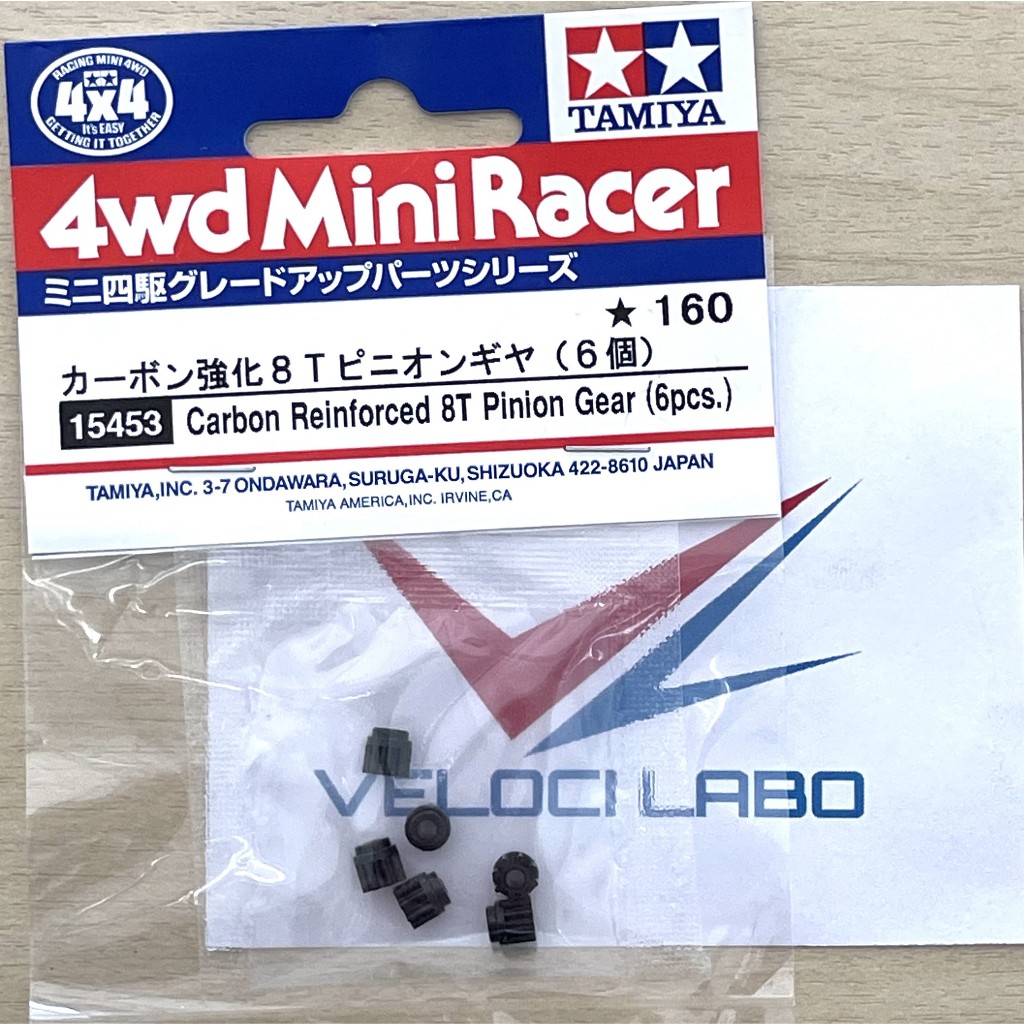 RACING MINI 4WD
4x4
It's EASY
GETTING IT TOGETHER
TAMIYA
4wd Mini Racer
ミニ四駆グレードアップパーツシリーズ
★ 160
カーボン強化8Tピニオンギヤ（6個）
15453 Carbon Reinforced 8T Pinion Gear (6pcs.)
TAMIYA,INC. 3-7 ONDAWARA, SURUGA-KU, SHIZUOKA 422-8610 JAPAN
TAMIYA AMERICA,INC. IRVINE,CA
VELOCI LABO